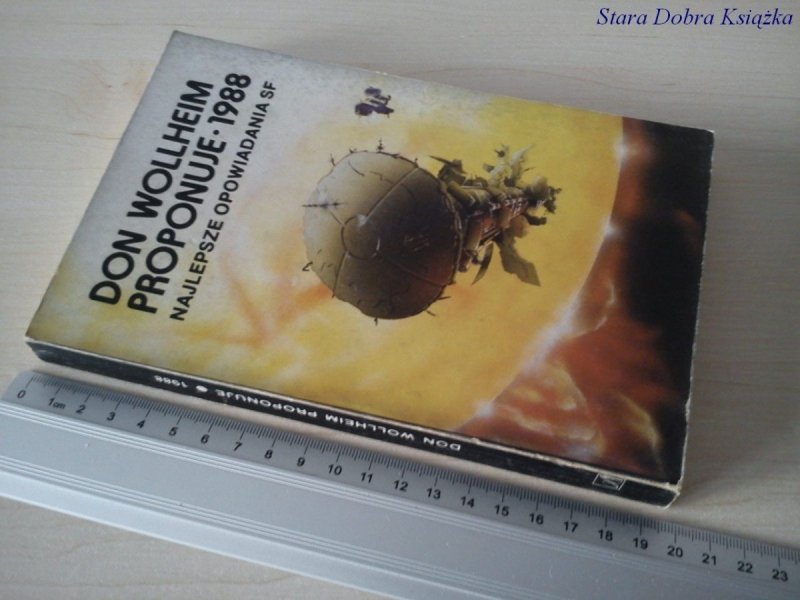 Stara Dobra Książka
DON WOLLHEIM
PROPONUJE • 1988
NAJLEPSZE OPOWIADANIA SF
DON WOLLHEIM PROPONUJE • 1988
0 1cm 2 3 4 5 6 7 8 9 10 11 12 13 14 15 16 17 18 19 20 21 22 23